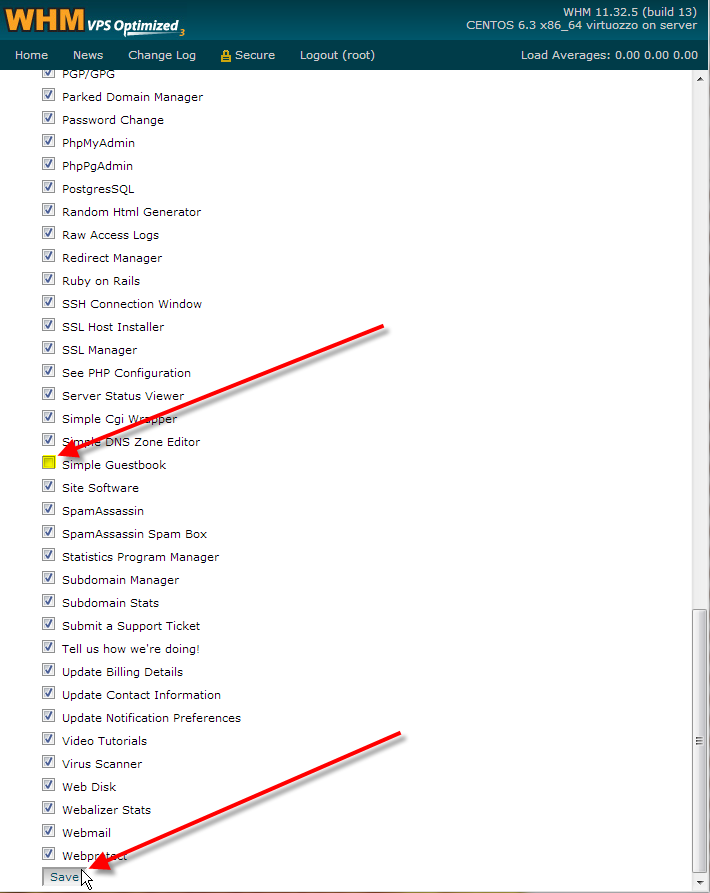 WHM VPS Optimized 3
WHM 11.32.5 (build 13)
CENTOS 6.3 x86_64 virtuozzo on server
Home News Change Log Secure Logout (root) Load Averages: 0.00 0.00 0.00
PGP/GPG
Parked Domain Manager
Password Change
PhpMyAdmin
PhpPgAdmin
PostgresSQL
Random Html Generator
Raw Access Logs
Redirect Manager
Ruby on Rails
SSH Connection Window
SSL Host Installer
SSL Manager
See PHP Configuration
Server Status Viewer
Simple Cgi Wrapper
Simple DNS Zone Editor
Simple Guestbook
Site Software
SpamAssassin
SpamAssassin Spam Box
Statistics Program Manager
Subdomain Manager
Subdomain Stats
Submit a Support Ticket
Tell us how we're doing!
Update Billing Details
Update Contact Information
Update Notification Preferences
Video Tutorials
Virus Scanner
Web Disk
Webalizer Stats
Webmail
Webprotect
Save